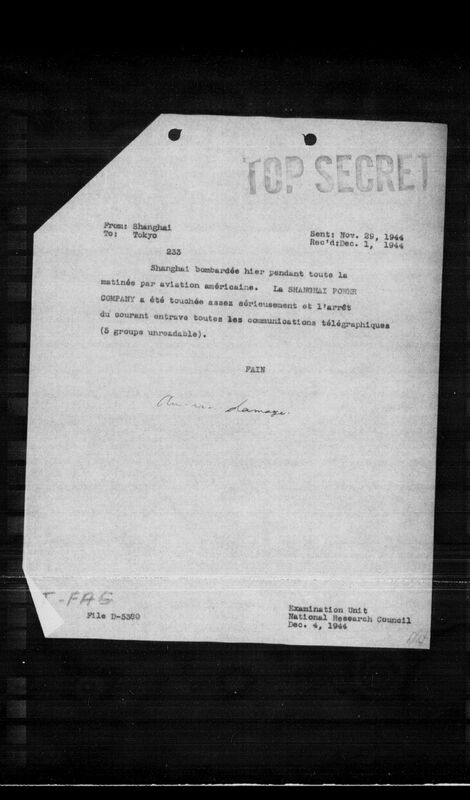 TOP SECRET
From: Shanghai
To: Tokyo
Sent: Nov. 29, 1944
Rec'd:Dec. 1, 1944
233
Shanghai bombardée hier pendant toute la
matinée par aviation américaine. La SHANGHAI POWER
COMPANY a été touchée assez sérieusement et l'arrêt
du courant entrave toutes les communications télégraphiques
(5 groups unreadable).
FAIN
damage.
I-FAS
File D-5380
Examination Unit
National Research Council
Dec. 4, 1944